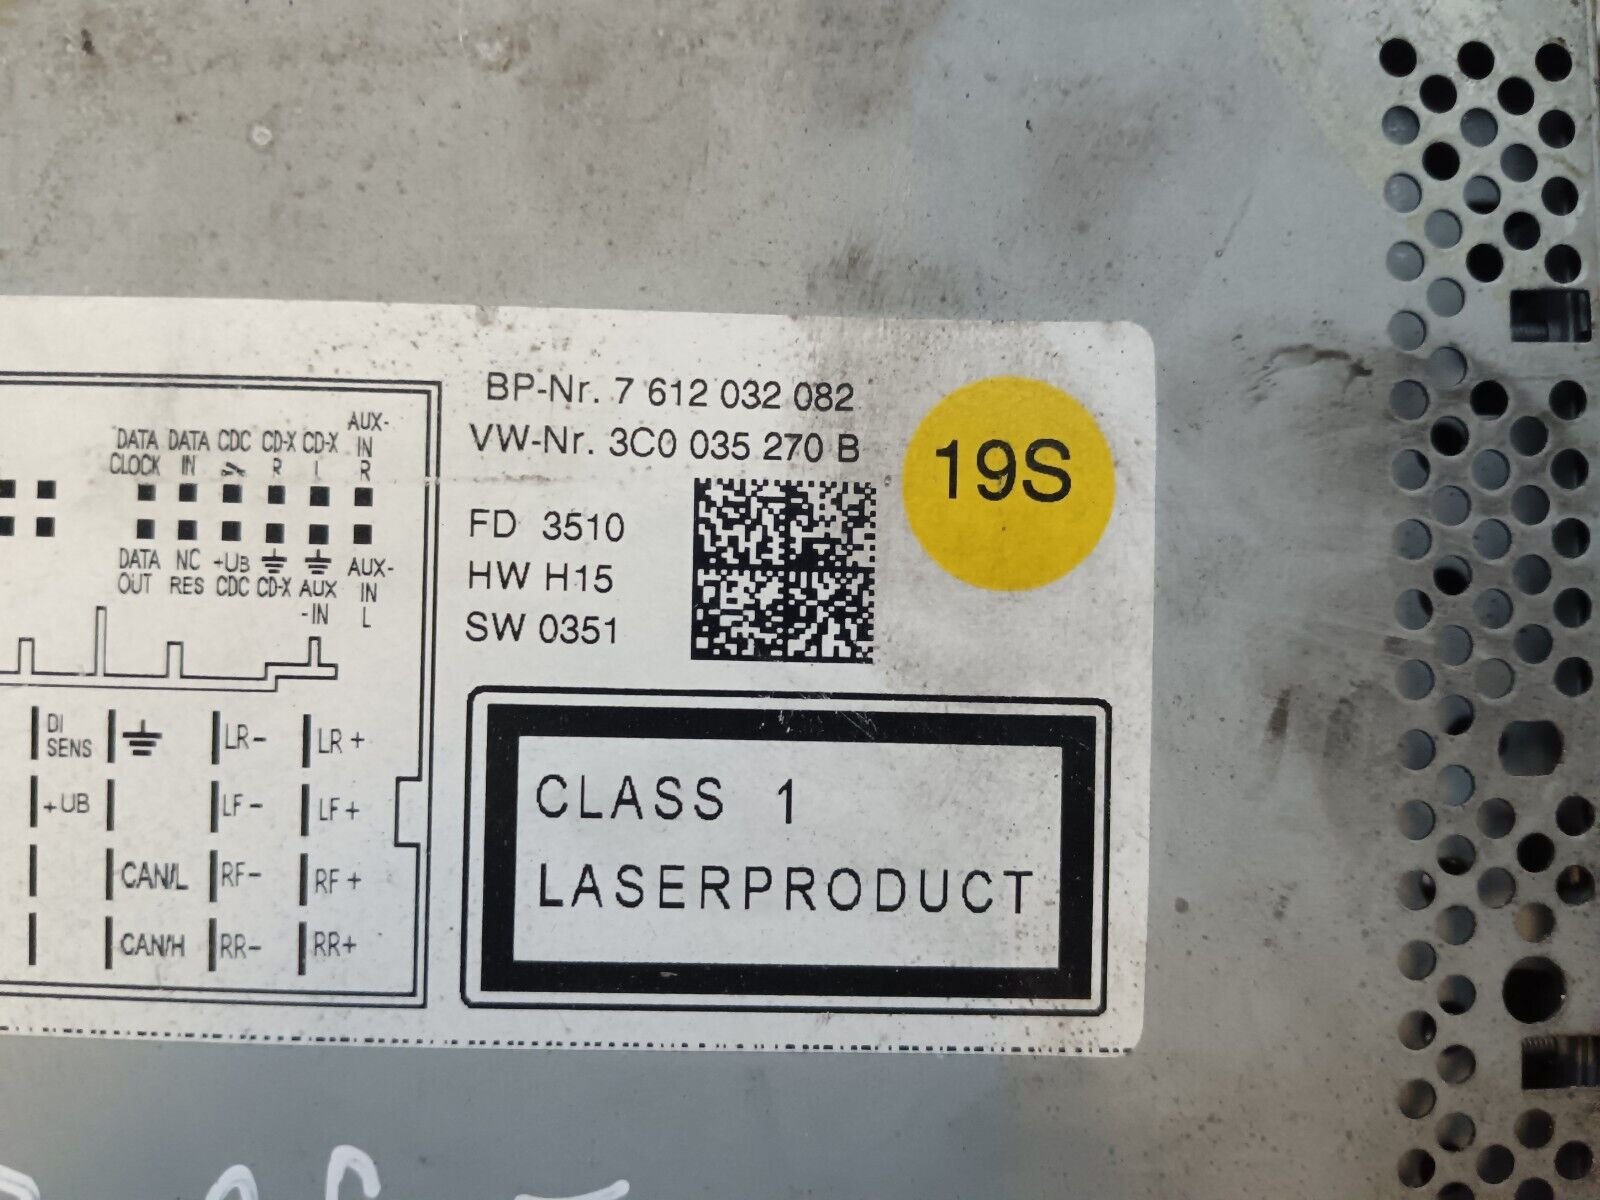 BP-Nr. 7 612 032 082
VW-Nr. 3C0 035 270 B
19S
FD 3510
HW H15
SW 0351
DATA CLOCK
DATA IN
CDC
CD-X R
CD-X L
AUX-IN R
DATA OUT
NC RES
+UB CDC
CD-X
AUX-IN
AUX-IN L
DI SENS
LR-
LR+
+UB
LF-
LF+
CAN/L
RF-
RF+
CAN/H
RR-
RR+
CLASS 1
LASERPRODUCT